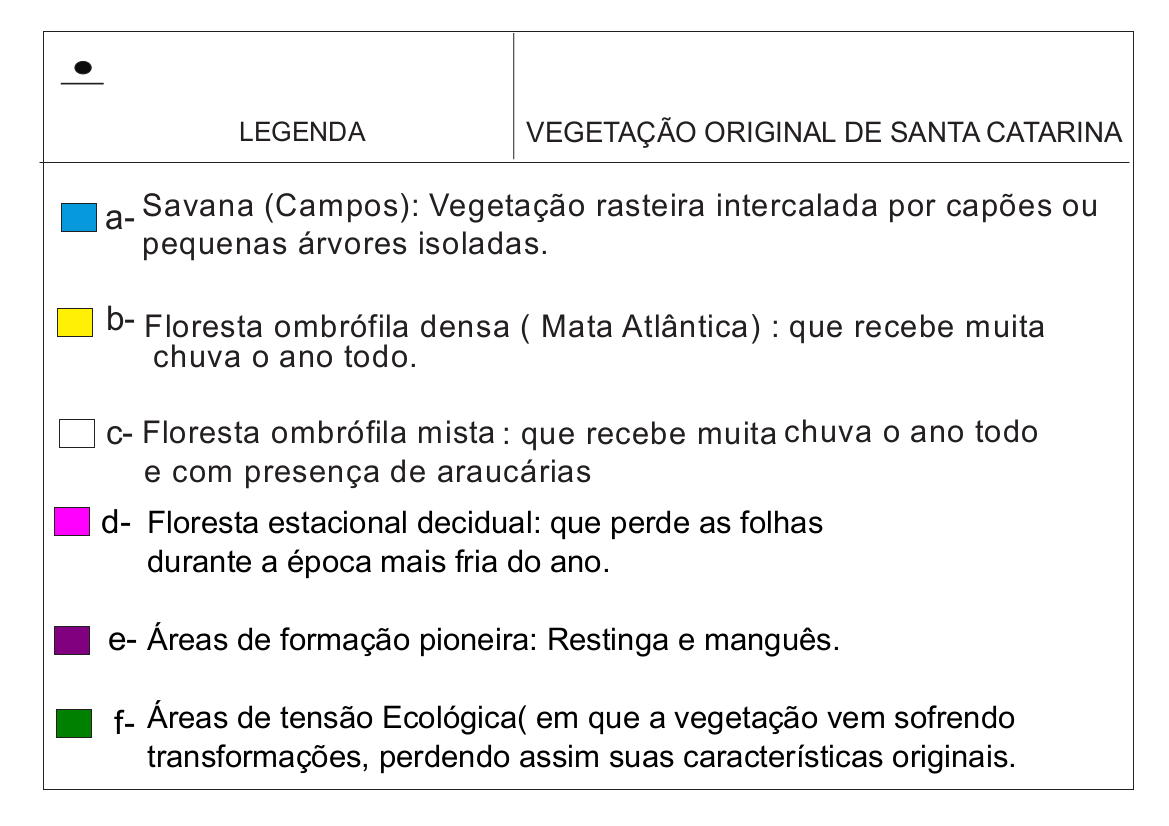 LEGENDA
VEGETAÇÃO ORIGINAL DE SANTA CATARINA
a- Savana (Campos): Vegetação rasteira intercalada por capões ou
pequenas árvores isoladas.
b- Floresta ombrófila densa ( Mata Atlântica) : que recebe muita
chuva o ano todo.
c- Floresta ombrófila mista : que recebe muita chuva o ano todo
e com presença de araucárias
d- Floresta estacional decidual: que perde as folhas
durante a época mais fria do ano.
e- Áreas de formação pioneira: Restinga e manguês.
f- Áreas de tensão Ecológica( em que a vegetação vem sofrendo
transformações, perdendo assim suas características originais.